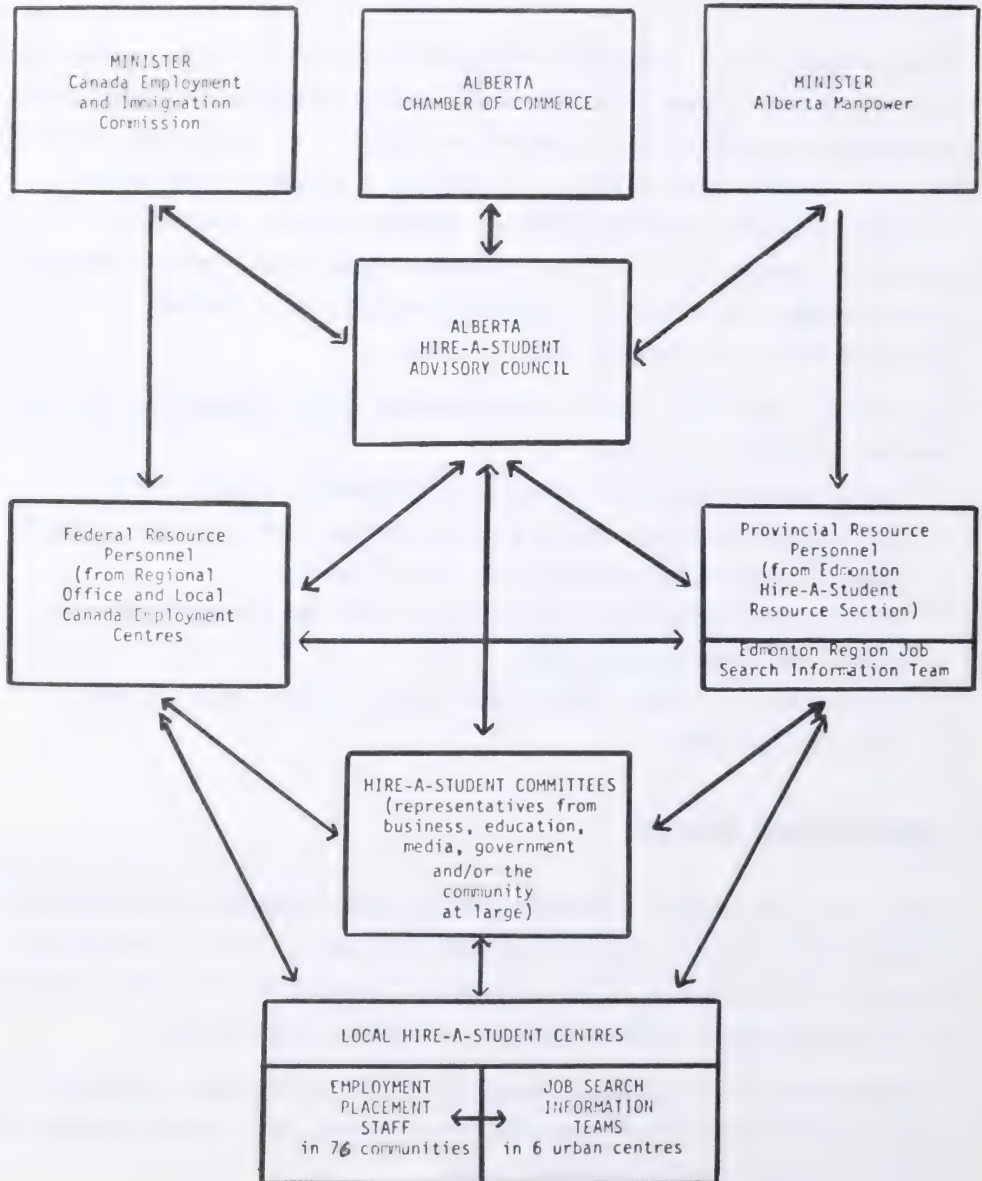 MINISTER
Canada Employment
and Immigration
Commission
ALBERTA
CHAMBER OF COMMERCE
MINISTER
Alberta Manpower
ALBERTA
HIRE-A-STUDENT
ADVISORY COUNCIL
Federal Resource
Personnel
(from Regional
Office and Local
Canada Employment
Centres
Provincial Resource
Personnel
(from Edmonton
Hire-A-Student
Resource Section)
Edmonton Region Job
Search Information Team
HIRE-A-STUDENT COMMITTEES
(representatives from
business, education,
media, government
and/or the
community
at large)
LOCAL HIRE-A-STUDENT CENTRES
EMPLOYMENT
PLACEMENT
STAFF
in 76 communities
JOB SEARCH
INFORMATION
TEAMS
in 6 urban centres